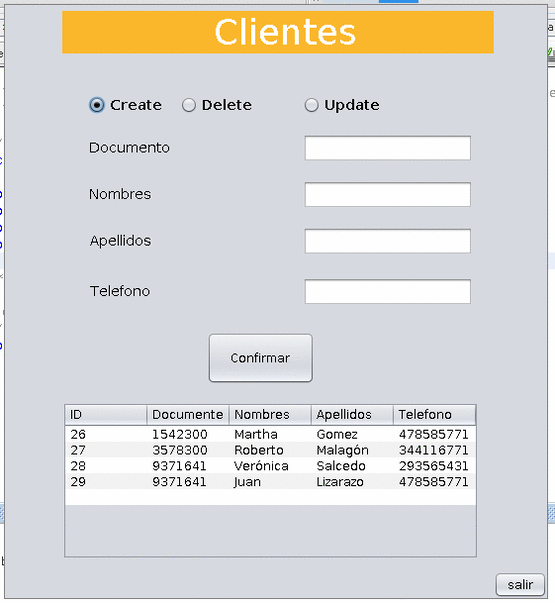 Clientes
Create Delete Update
Documento
Nombres
Apellidos
Telefono
Confirmar
ID Documente Nombres Apellidos Telefono
26 1542300 Martha Gomez 478585771
27 3578300 Roberto Malagón 344116771
28 9371641 Verónica Salcedo 293565431
29 9371641 Juan Lizarazo 478585771
salir